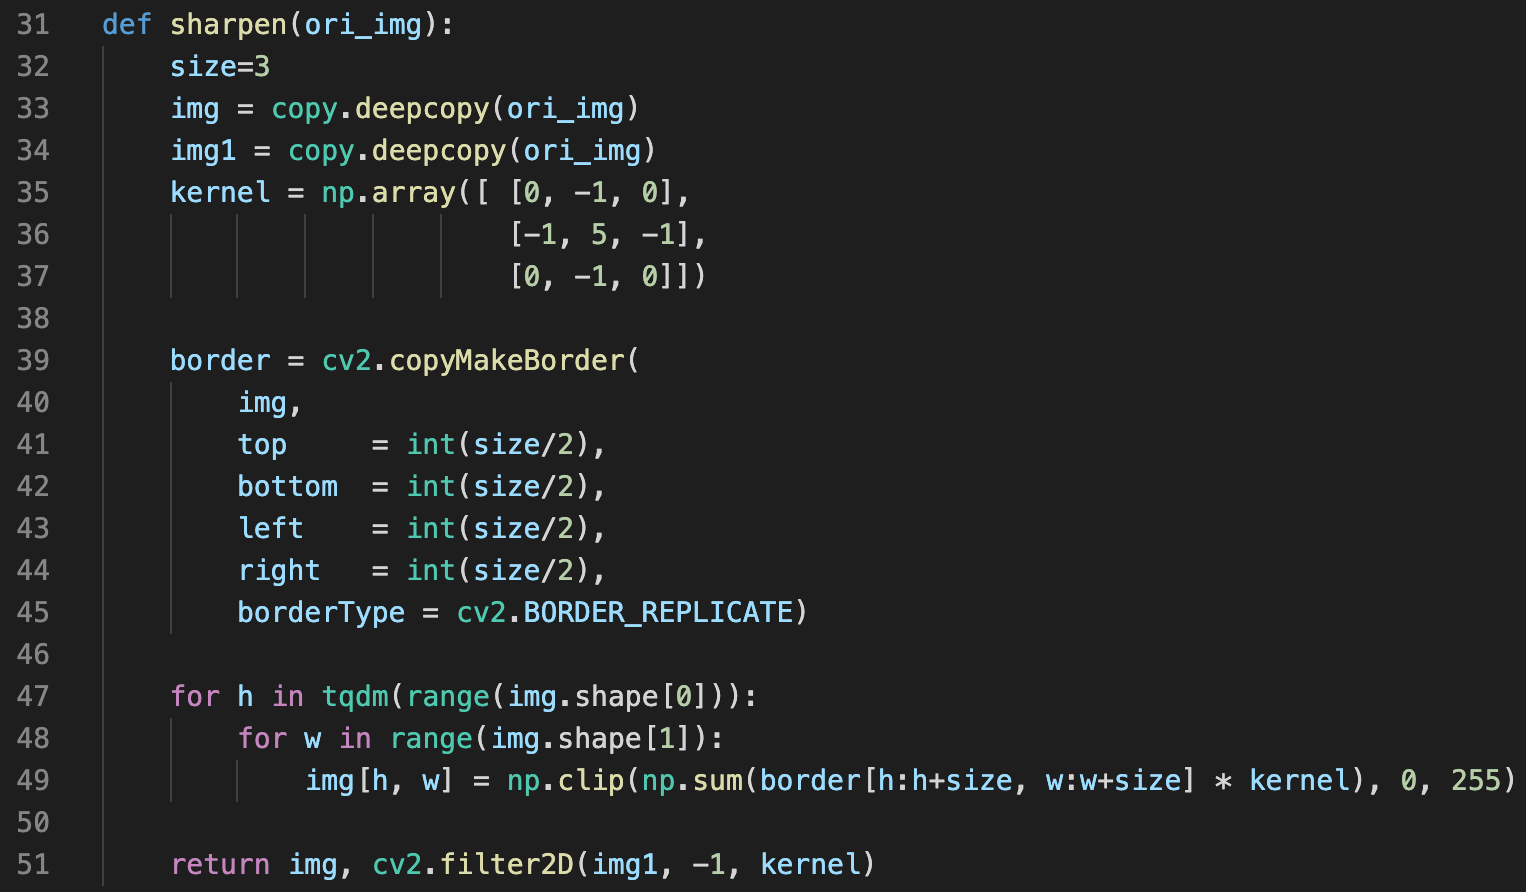 31 def sharpen(ori_img):
32     size=3
33     img = copy.deepcopy(ori_img)
34     img1 = copy.deepcopy(ori_img)
35     kernel = np.array([ [0, -1, 0],
36                         [-1, 5, -1],
37                         [0, -1, 0]])
38
39     border = cv2.copyMakeBorder(
40         img,
41         top     = int(size/2),
42         bottom  = int(size/2),
43         left    = int(size/2),
44         right   = int(size/2),
45         borderType = cv2.BORDER_REPLICATE)
46
47     for h in tqdm(range(img.shape[0])):
48         for w in range(img.shape[1]):
49             img[h, w] = np.clip(np.sum(border[h:h+size, w:w+size] * kernel), 0, 255)
50
51     return img, cv2.filter2D(img1, -1, kernel)